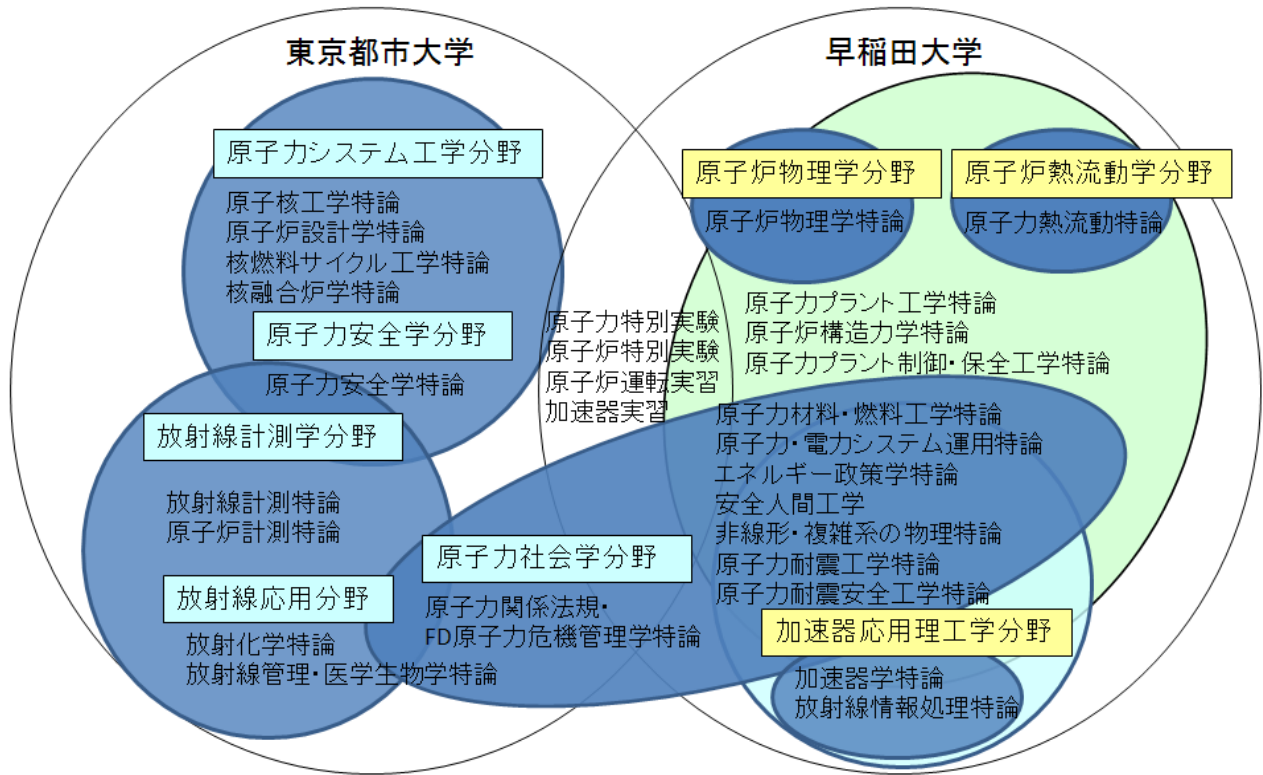 東京都市大学
早稲田大学
原子力システム工学分野
原子核工学特論
原子炉設計学特論
核燃料サイクル工学特論
核融合炉学特論
原子力安全学分野
原子力安全学特論
放射線計測学分野
放射線計測特論
原子炉計測特論
放射線応用分野
放射化学特論
放射線管理・医学生物学特論
原子力特別実験
原子炉特別実験
原子炉運転実習
加速器実習
原子力社会学分野
原子力関係法規・
FD原子力危機管理学特論
原子炉物理学分野
原子炉物理学特論
原子炉熱流動学分野
原子力熱流動特論
原子力プラント工学特論
原子炉構造力学特論
原子力プラント制御・保全工学特論
原子力材料・燃料工学特論
原子力・電力システム運用特論
エネルギー政策学特論
安全人間工学
非線形・複雑系の物理特論
原子力耐震工学特論
原子力耐震安全工学特論
加速器応用理工学分野
加速器学特論
放射線情報処理特論